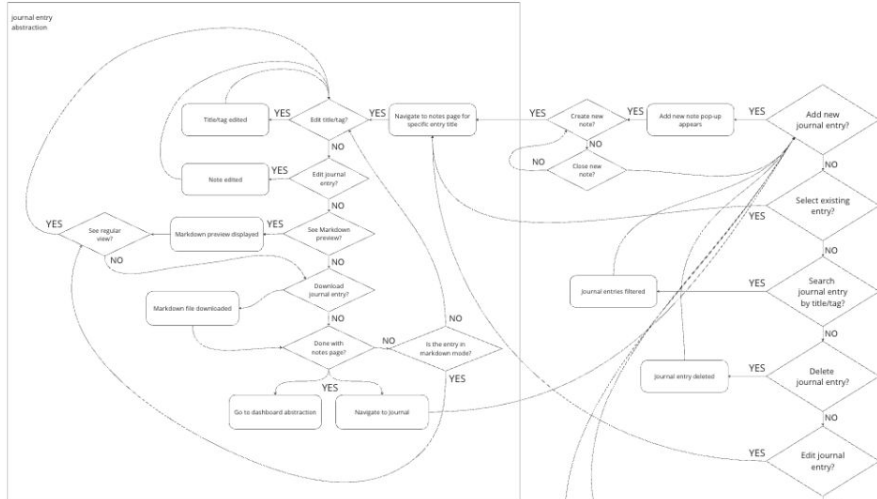 journal entry
abstraction
Title/tag edited
YES
Edit title/tag?
YES
Navigate to notes page for
specific entry title
YES
Create new
note?
YES
Add new note pop-up
appears
YES
Add new
journal entry?
NO
NO
NO
Note edited
YES
Edit journal
entry?
NO
Close new
note?
YES
Select existing
entry?
NO
NO
YES
See regular
view?
Markdown preview displayed
YES
See Markdown
preview?
NO
NO
Download
journal entry?
Journal entries filtered
YES
Search
journal entry
by title/tag?
Markdown file downloaded
NO
NO
NO
Done with
notes page?
NO
Is the entry in
markdown mode?
YES
Journal entry deleted
YES
Delete
journal entry?
YES
NO
Go to dashboard abstraction
Navigate to Journal
YES
Edit journal
entry?